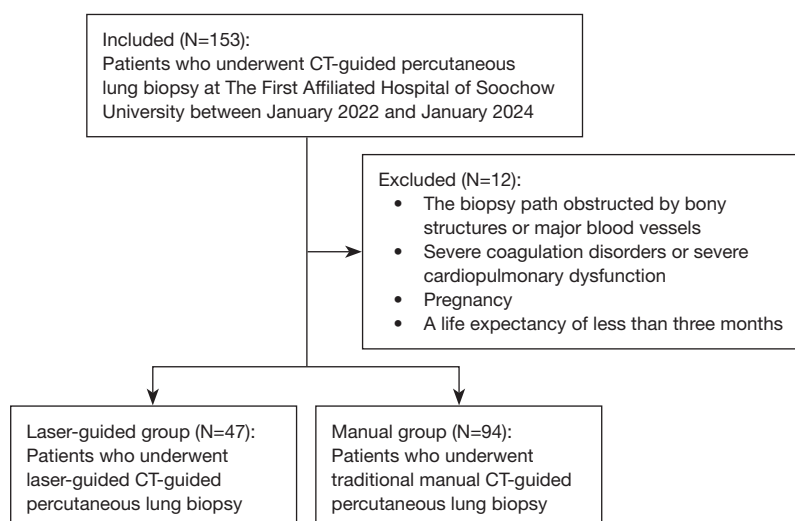 Included (N=153):
Patients who underwent CT-guided percutaneous
lung biopsy at The First Affiliated Hospital of Soochow
University between January 2022 and January 2024
Excluded (N=12):
• The biopsy path obstructed by bony
structures or major blood vessels
• Severe coagulation disorders or severe
cardiopulmonary dysfunction
• Pregnancy
• A life expectancy of less than three months
Laser-guided group (N=47):
Patients who underwent
laser-guided CT-guided
percutaneous lung biopsy
Manual group (N=94):
Patients who underwent
traditional manual CT-guided
percutaneous lung biopsy